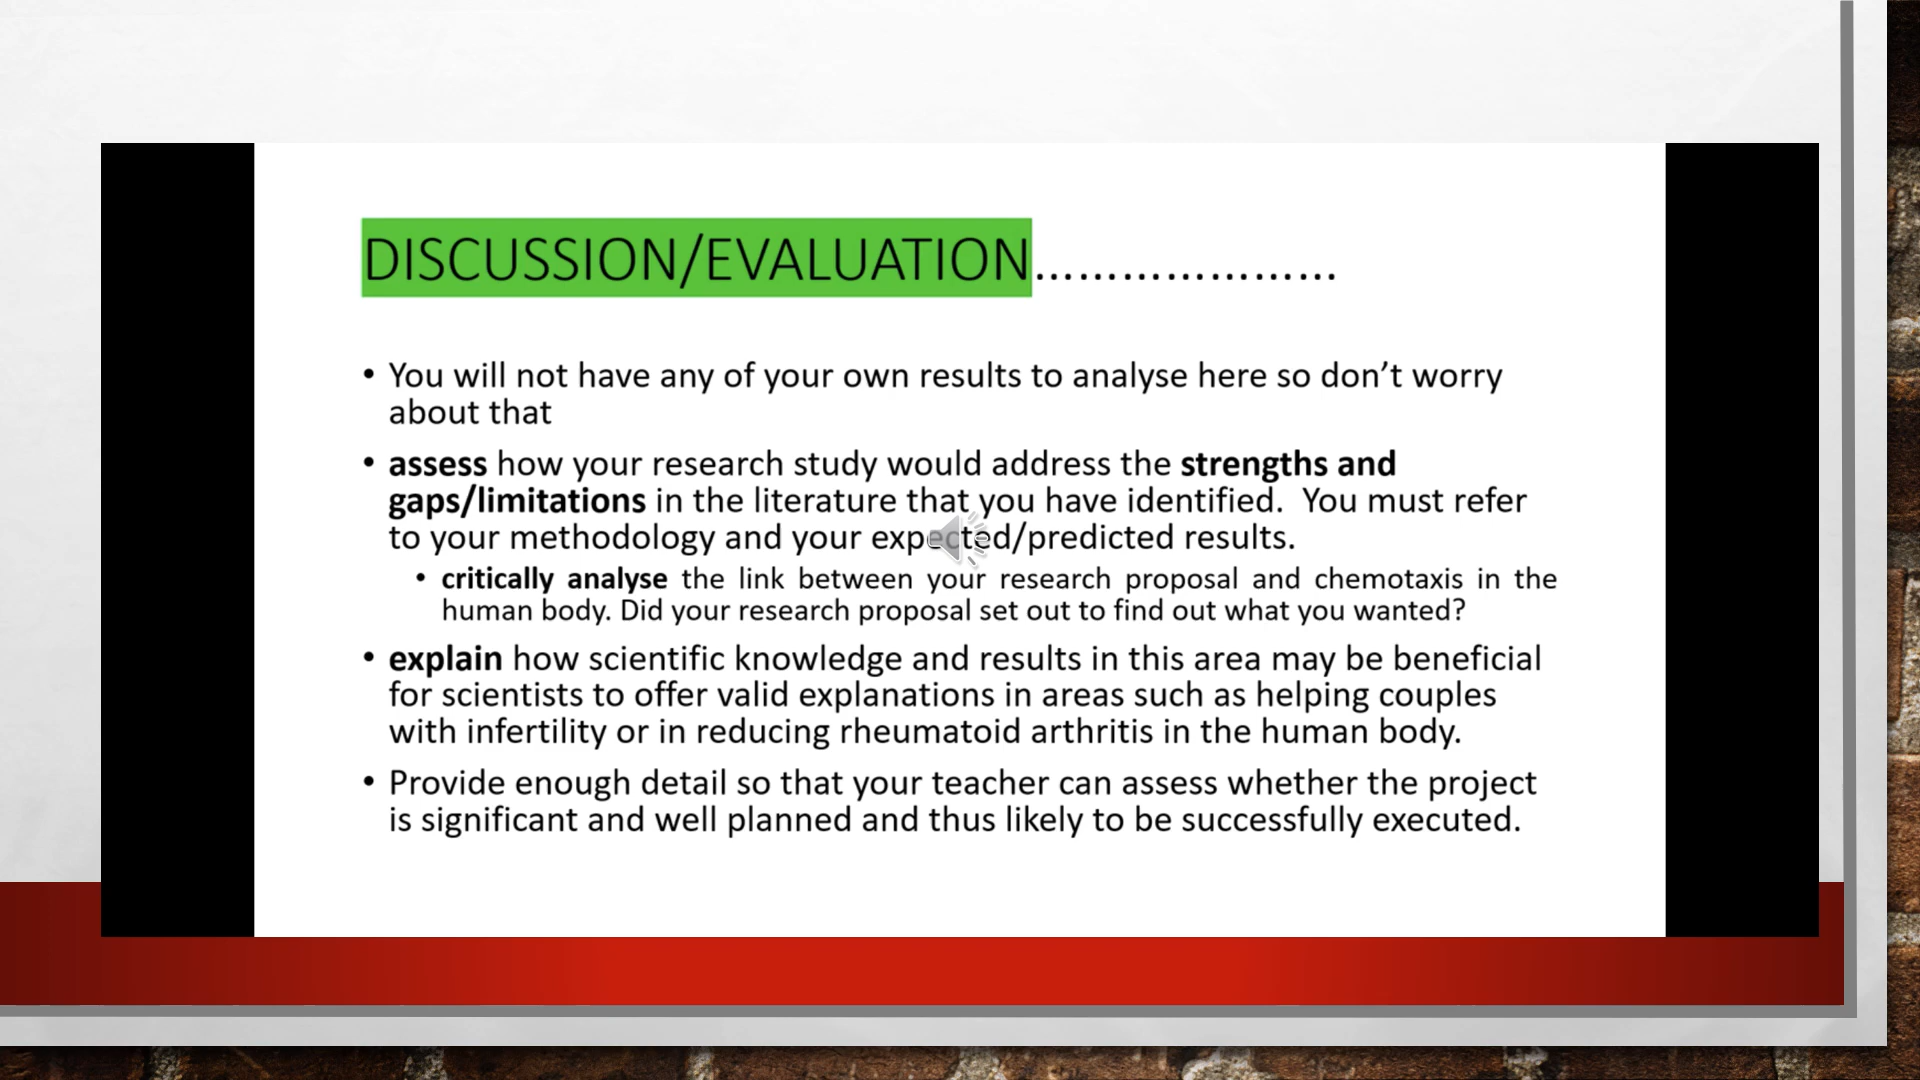 DISCUSSION/EVALUATION.....................
• You will not have any of your own results to analyse here so don’t worry
about that
• assess how your research study would address the strengths and
gaps/limitations in the literature that you have identified.  You must refer
to your methodology and your expected/predicted results.
• critically analyse the link between your research proposal and chemotaxis in the
human body. Did your research proposal set out to find out what you wanted?
• explain how scientific knowledge and results in this area may be beneficial
for scientists to offer valid explanations in areas such as helping couples
with infertility or in reducing rheumatoid arthritis in the human body.
• Provide enough detail so that your teacher can assess whether the project
is significant and well planned and thus likely to be successfully executed.